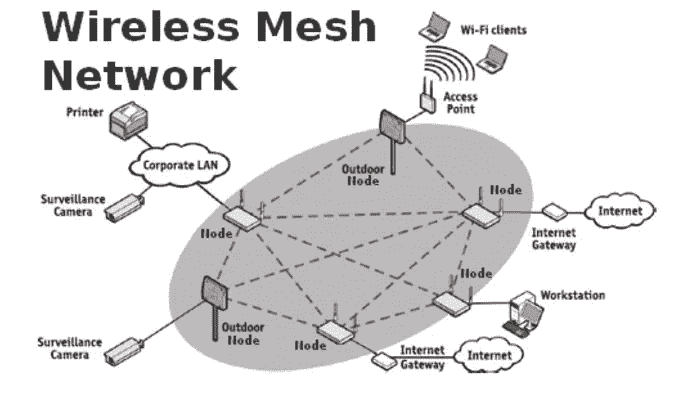 Wireless Mesh
Network
Wi-Fi clients
Access
Point
Printer
Corporate LAN
Outdoor
Node
Surveillance
Camera
Node
Node
Internet
Internet
Gateway
Node
Workstation
Outdoor
Node
Node
Surveillance
Camera
Internet
Gateway
Internet